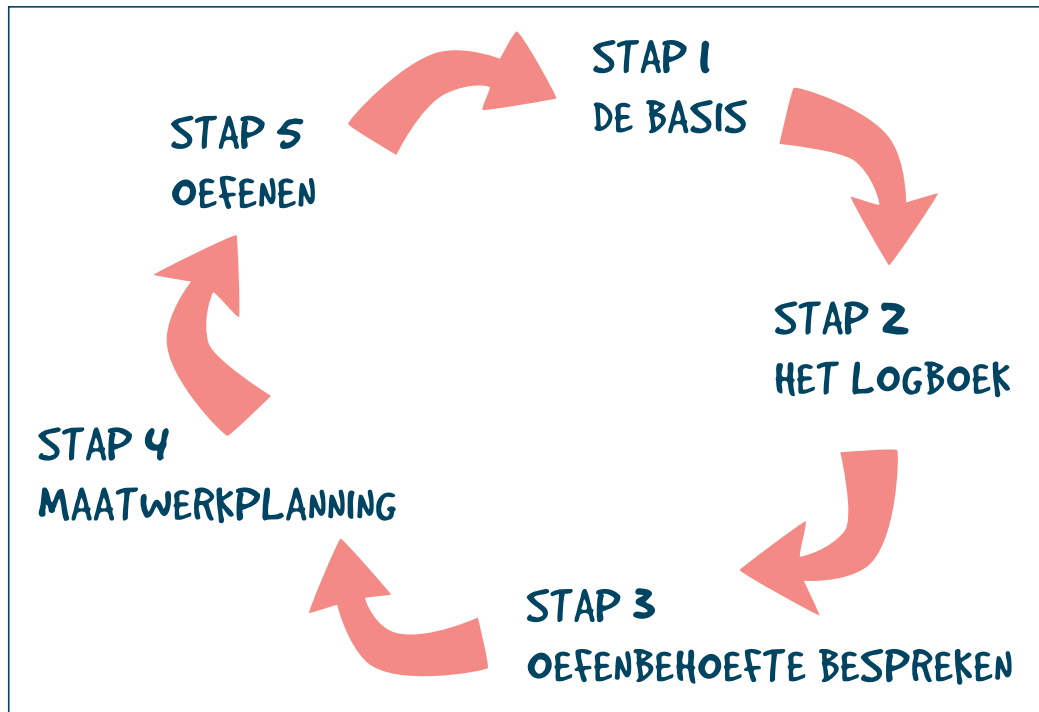 STAP 1
DE BASIS
STAP 2
HET LOGBOEK
STAP 3
OEFENBEHOEFTE BESPREKEN
STAP 4
MAATWERKPLANNING
STAP 5
OEFENEN